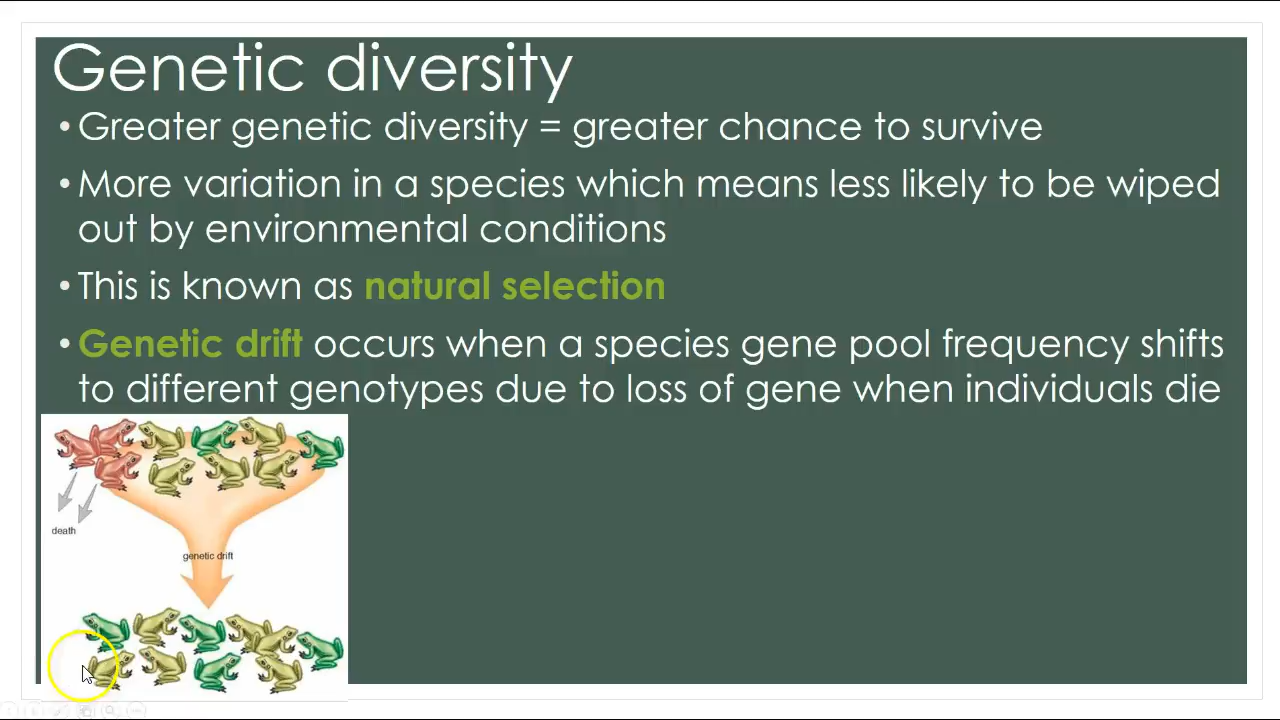 Genetic diversity
• Greater genetic diversity = greater chance to survive
• More variation in a species which means less likely to be wiped
out by environmental conditions
• This is known as natural selection
• Genetic drift occurs when a species gene pool frequency shifts
to different genotypes due to loss of gene when individuals die
death
genetic drift